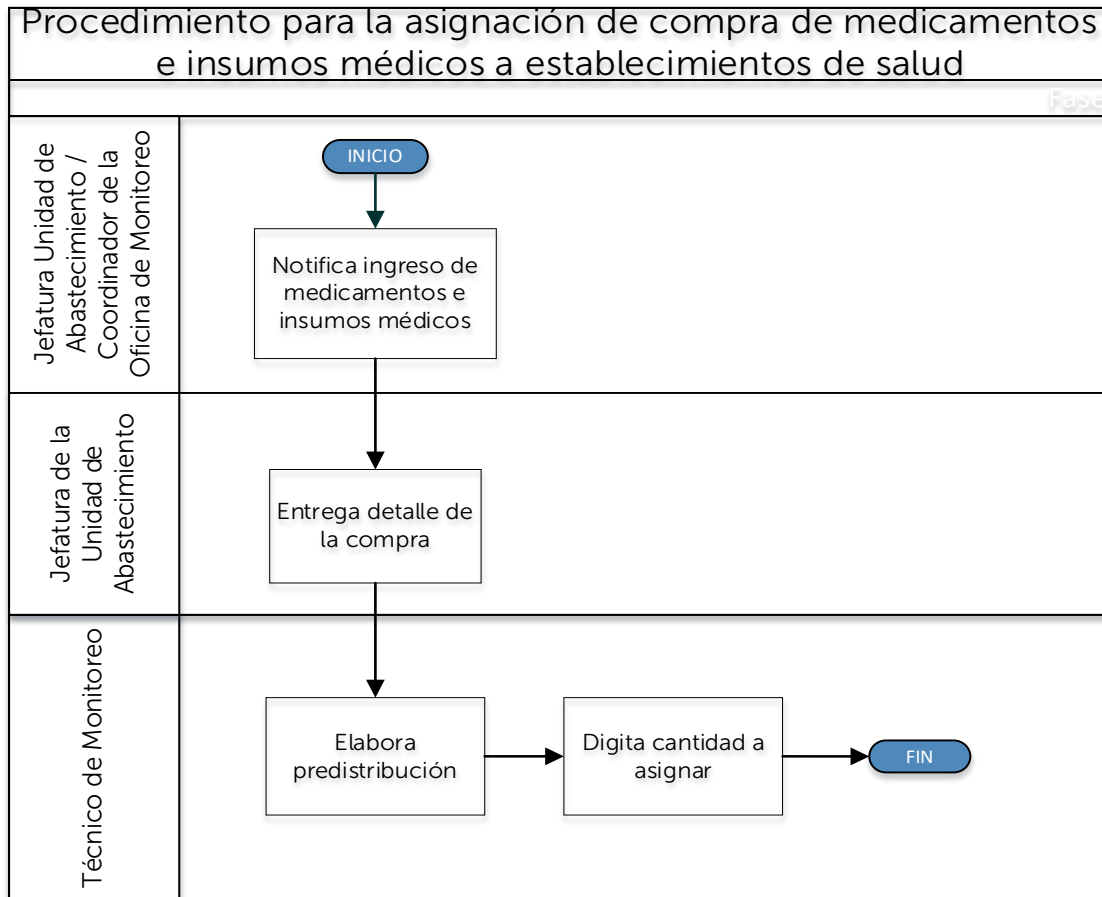 Procedimiento para la asignación de compra de medicamentos
e insumos médicos a establecimientos de salud
Fase
Jefatura Unidad de
Abastecimiento /
Coordinador de la
Oficina de Monitoreo
INICIO
Notifica ingreso de
medicamentos e
insumos médicos
Jefatura de la
Unidad de
Abastecimiento
Entrega detalle de
la compra
Técnico de Monitoreo
Elabora
predistribución
Digita cantidad a
asignar
FIN